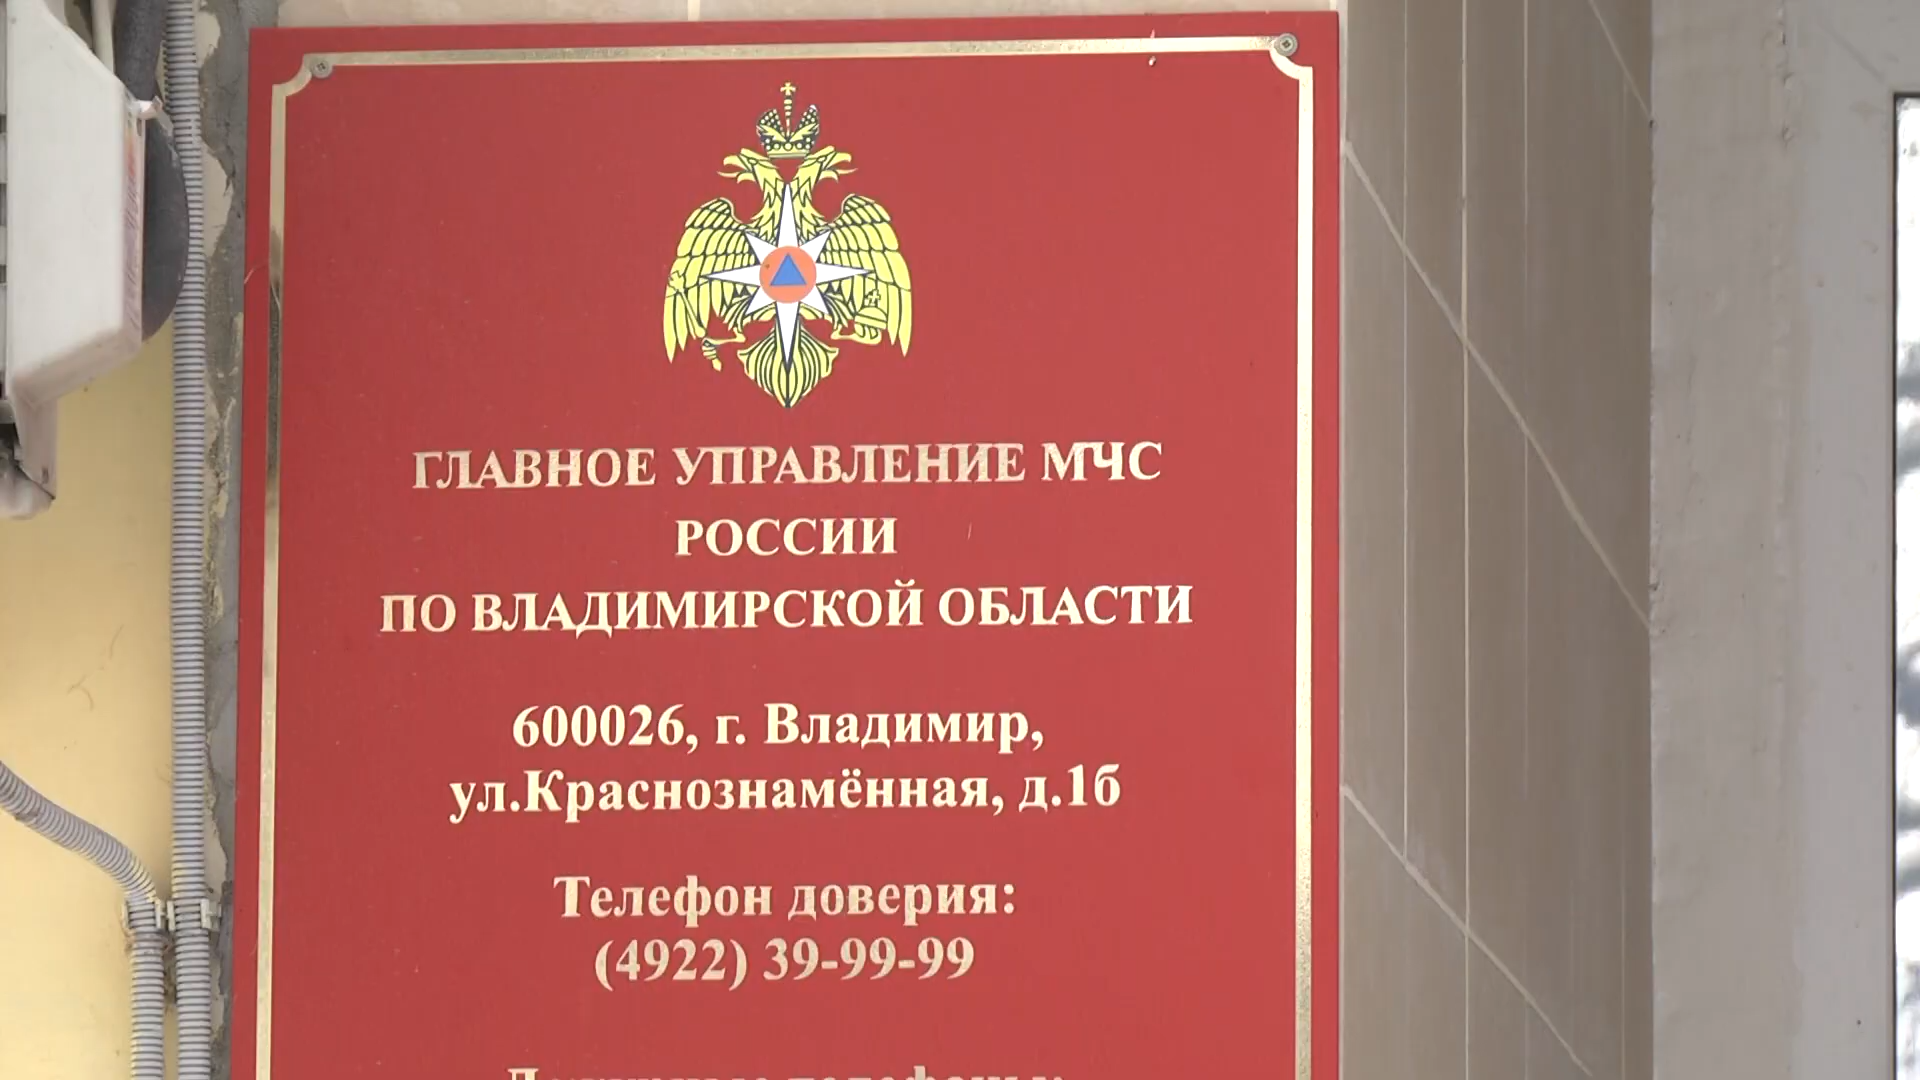 ГЛАВНОЕ УПРАВЛЕНИЕ МЧС
РОССИИ
ПО ВЛАДИМИРСКОЙ ОБЛАСТИ
600026, г. Владимир,
ул.Краснознамённая, д.1б
Телефон доверия:
(4922) 39-99-99